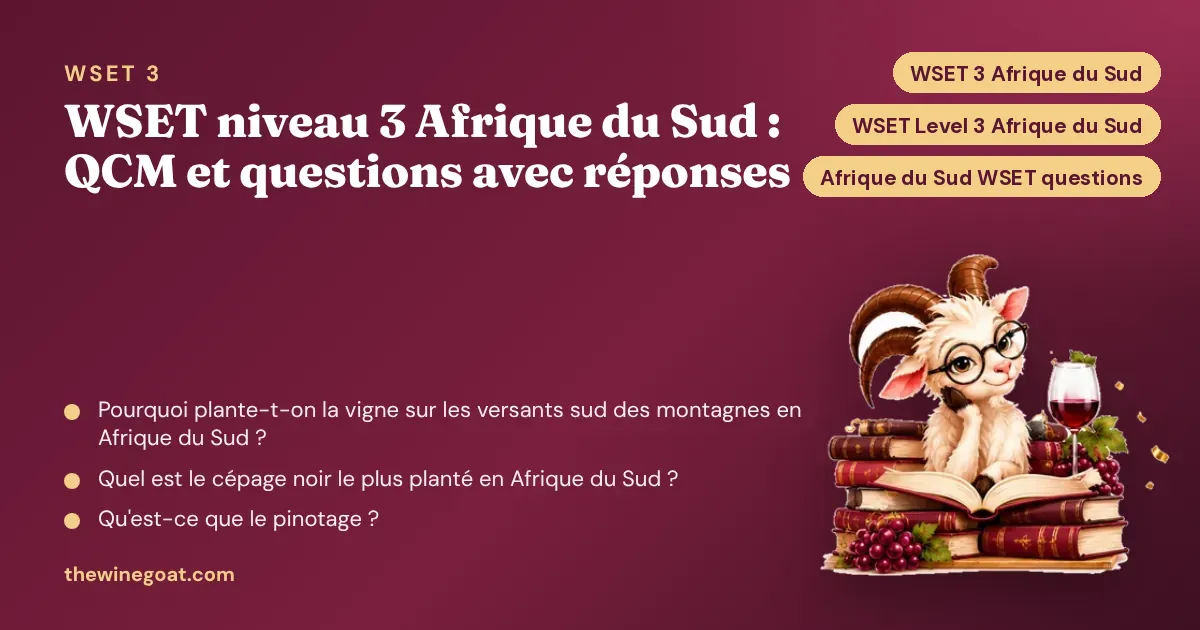 WSET 3
WSET niveau 3 Afrique du Sud :
QCM et questions avec réponses
WSET 3 Afrique du Sud
WSET Level 3 Afrique du Sud
Afrique du Sud WSET questions
Pourquoi plante-t-on la vigne sur les versants sud des montagnes en
Afrique du Sud ?
Quel est le cépage noir le plus planté en Afrique du Sud ?
Qu'est-ce que le pinotage ?
thewinegoat.com